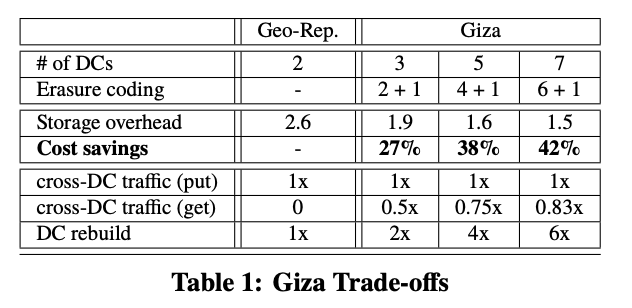 Geo-Rep. Giza
# of DCs 2 3 5 7
Erasure coding - 2 + 1 4 + 1 6 + 1
Storage overhead 2.6 1.9 1.6 1.5
Cost savings - 27% 38% 42%
cross-DC traffic (put) 1x 1x 1x 1x
cross-DC traffic (get) 0 0.5x 0.75x 0.83x
DC rebuild 1x 2x 4x 6x
Table 1: Giza Trade-offs